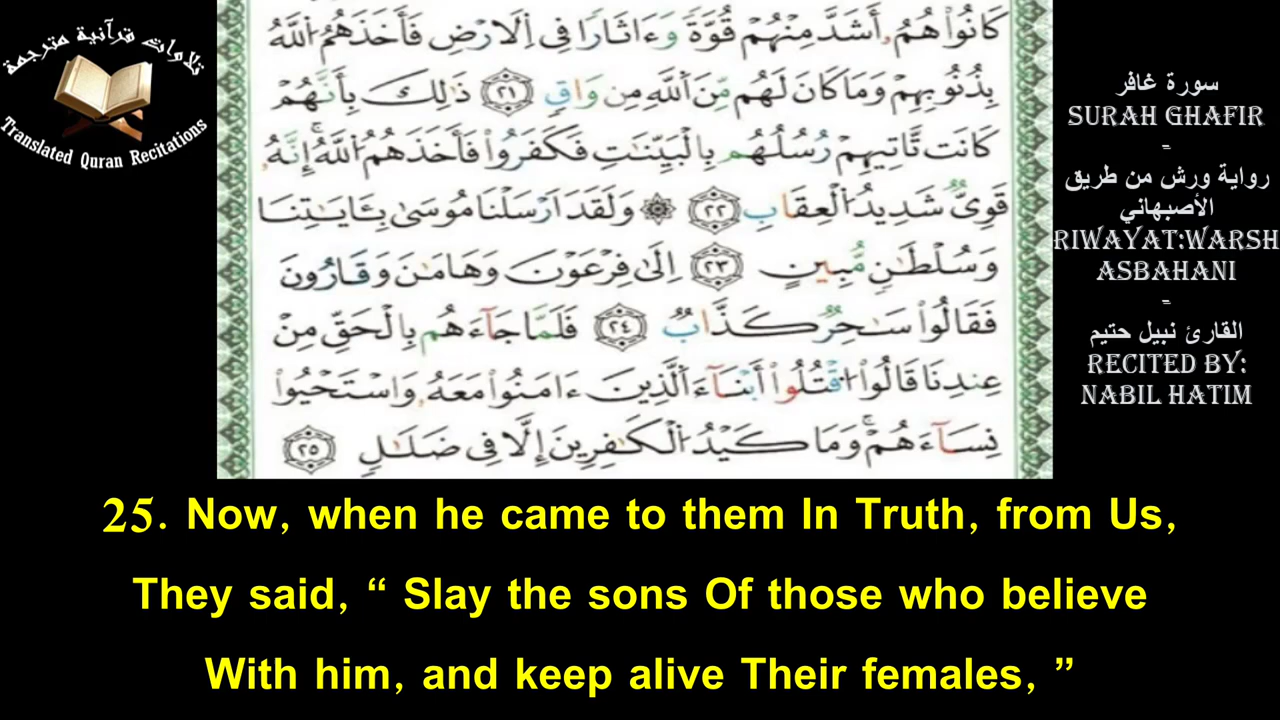 تلاوات قرآنية مترجمة
Translated Quran Recitations
كَانُواْ هُمُۥٓ أَشَدَّ مِنْهُمْ قُوَّةٗ وَءَاثَارٗا فِي اِ۬لَارْضِ فَأَخَذَهُمُ اُ۬للَّهُ
بِذُنُوبِهِمْ وَمَا كَانَ لَهُم مِّنَ اَ۬للَّهِ مِن وَاقٖ ٢١ ذَٰلِكَ بِأَنَّهُمْ
كَانَت تَّاتِيهِمْ رُسُلُهُم بِالْبَيِّنَٰتِ فَكَفَرُواْ فَأَخَذَهُمُ اُ۬للَّهُۖ إِنَّهُۥ
قَوِيّٞ شَدِيدُ اُ۬لْعِقَابِ ٢٢ ۞ وَلَقَدَ اَرْسَلْنَا مُوسَىٰ بِـَٔايَٰتِنَا
وَسُلْطَٰنٖ مُّبِينٍ ٢٣ اِلَىٰ فِرْعَوْنَ وَهَٰمَٰنَ وَقَٰرُونَ
فَقَالُواْ سَٰحِرٞ كَذَّابٞ ٢٤ فَلَمَّا جَآءَهُم بِالْحَقِّ مِنْ
عِندِنَا قَالُواْ اُ۟قْتُلُوٓاْ أَبْنَآءَ اَ۬لذِينَ ءَامَنُواْ مَعَهُۥ وَاسْتَحْيُواْ
نِسَآءَهُمْۖ وَمَا كَيْدُ اُ۬لْكَٰفِرِينَ إِلَّا فِي ضَلَٰلٖ ٢٥
سورة غافر
SURAH GHAFIR
-
رواية ورش من طريق
الأصبهاني
RIWAYAT:WARSH
ASBAHANI
-
القارئ نبيل حتيم
RECITED BY:
NABIL HATIM
25. Now, when he came to them In Truth, from Us,
They said, “ Slay the sons Of those who believe
With him, and keep alive Their females, ”